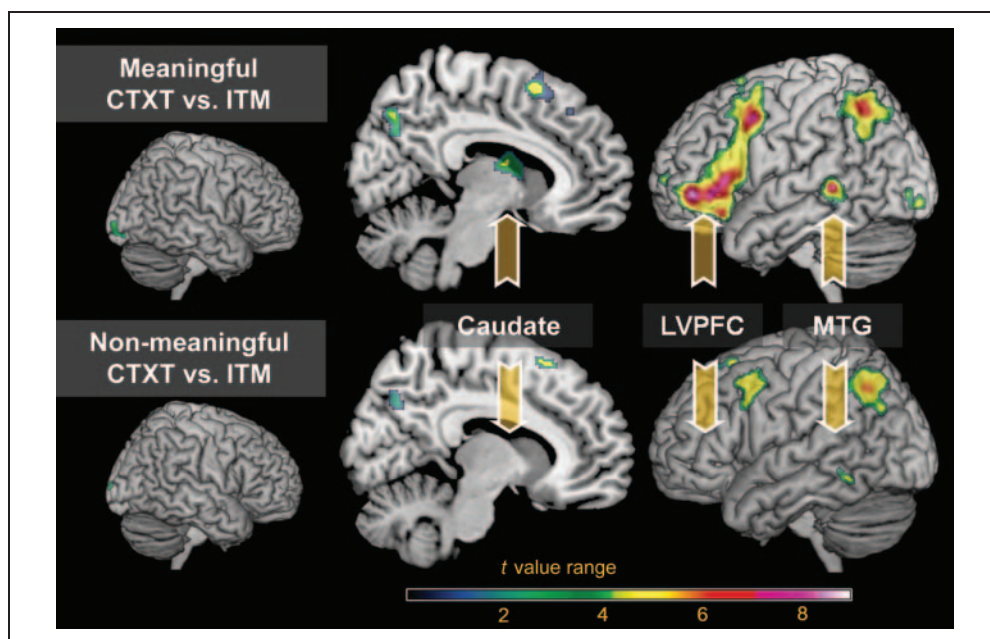 Meaningful
CTXT vs. ITM
Caudate
LVPFC
MTG
Non-meaningful
CTXT vs. ITM
t value range
2
4
6
8